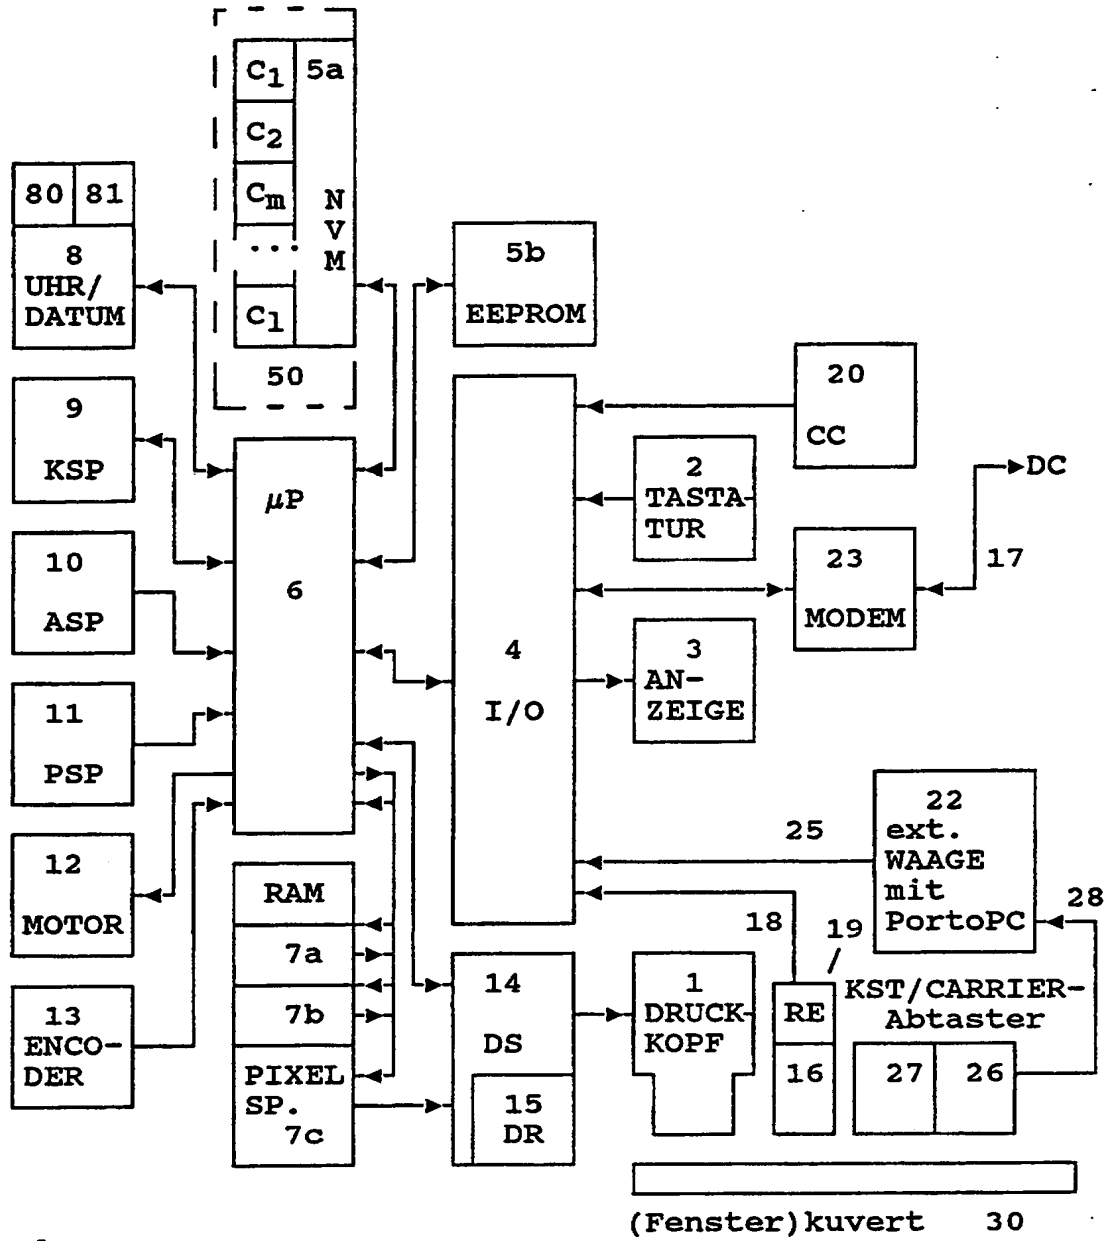 C1 5a
C2
Cm
...
C1
NVM
50
80 81
8
UHR/
DATUM
9
KSP
10
ASP
11
PSP
12
MOTOR
13
ENCO-
DER
µP
6
RAM
7a
7b
PIXEL
SP.
7c
5b
EEPROM
4
I/O
14
DS
15
DR
20
CC
2
TASTA-
TUR
DC
17
23
MODEM
3
AN-
ZEIGE
22
ext.
WAAGE
mit
PortoPC
25
28
18
19
1
DRUCK-
KOPF
RE
16
KST/CARRIER-
Abtaster
27 26
(Fenster)kuvert 30